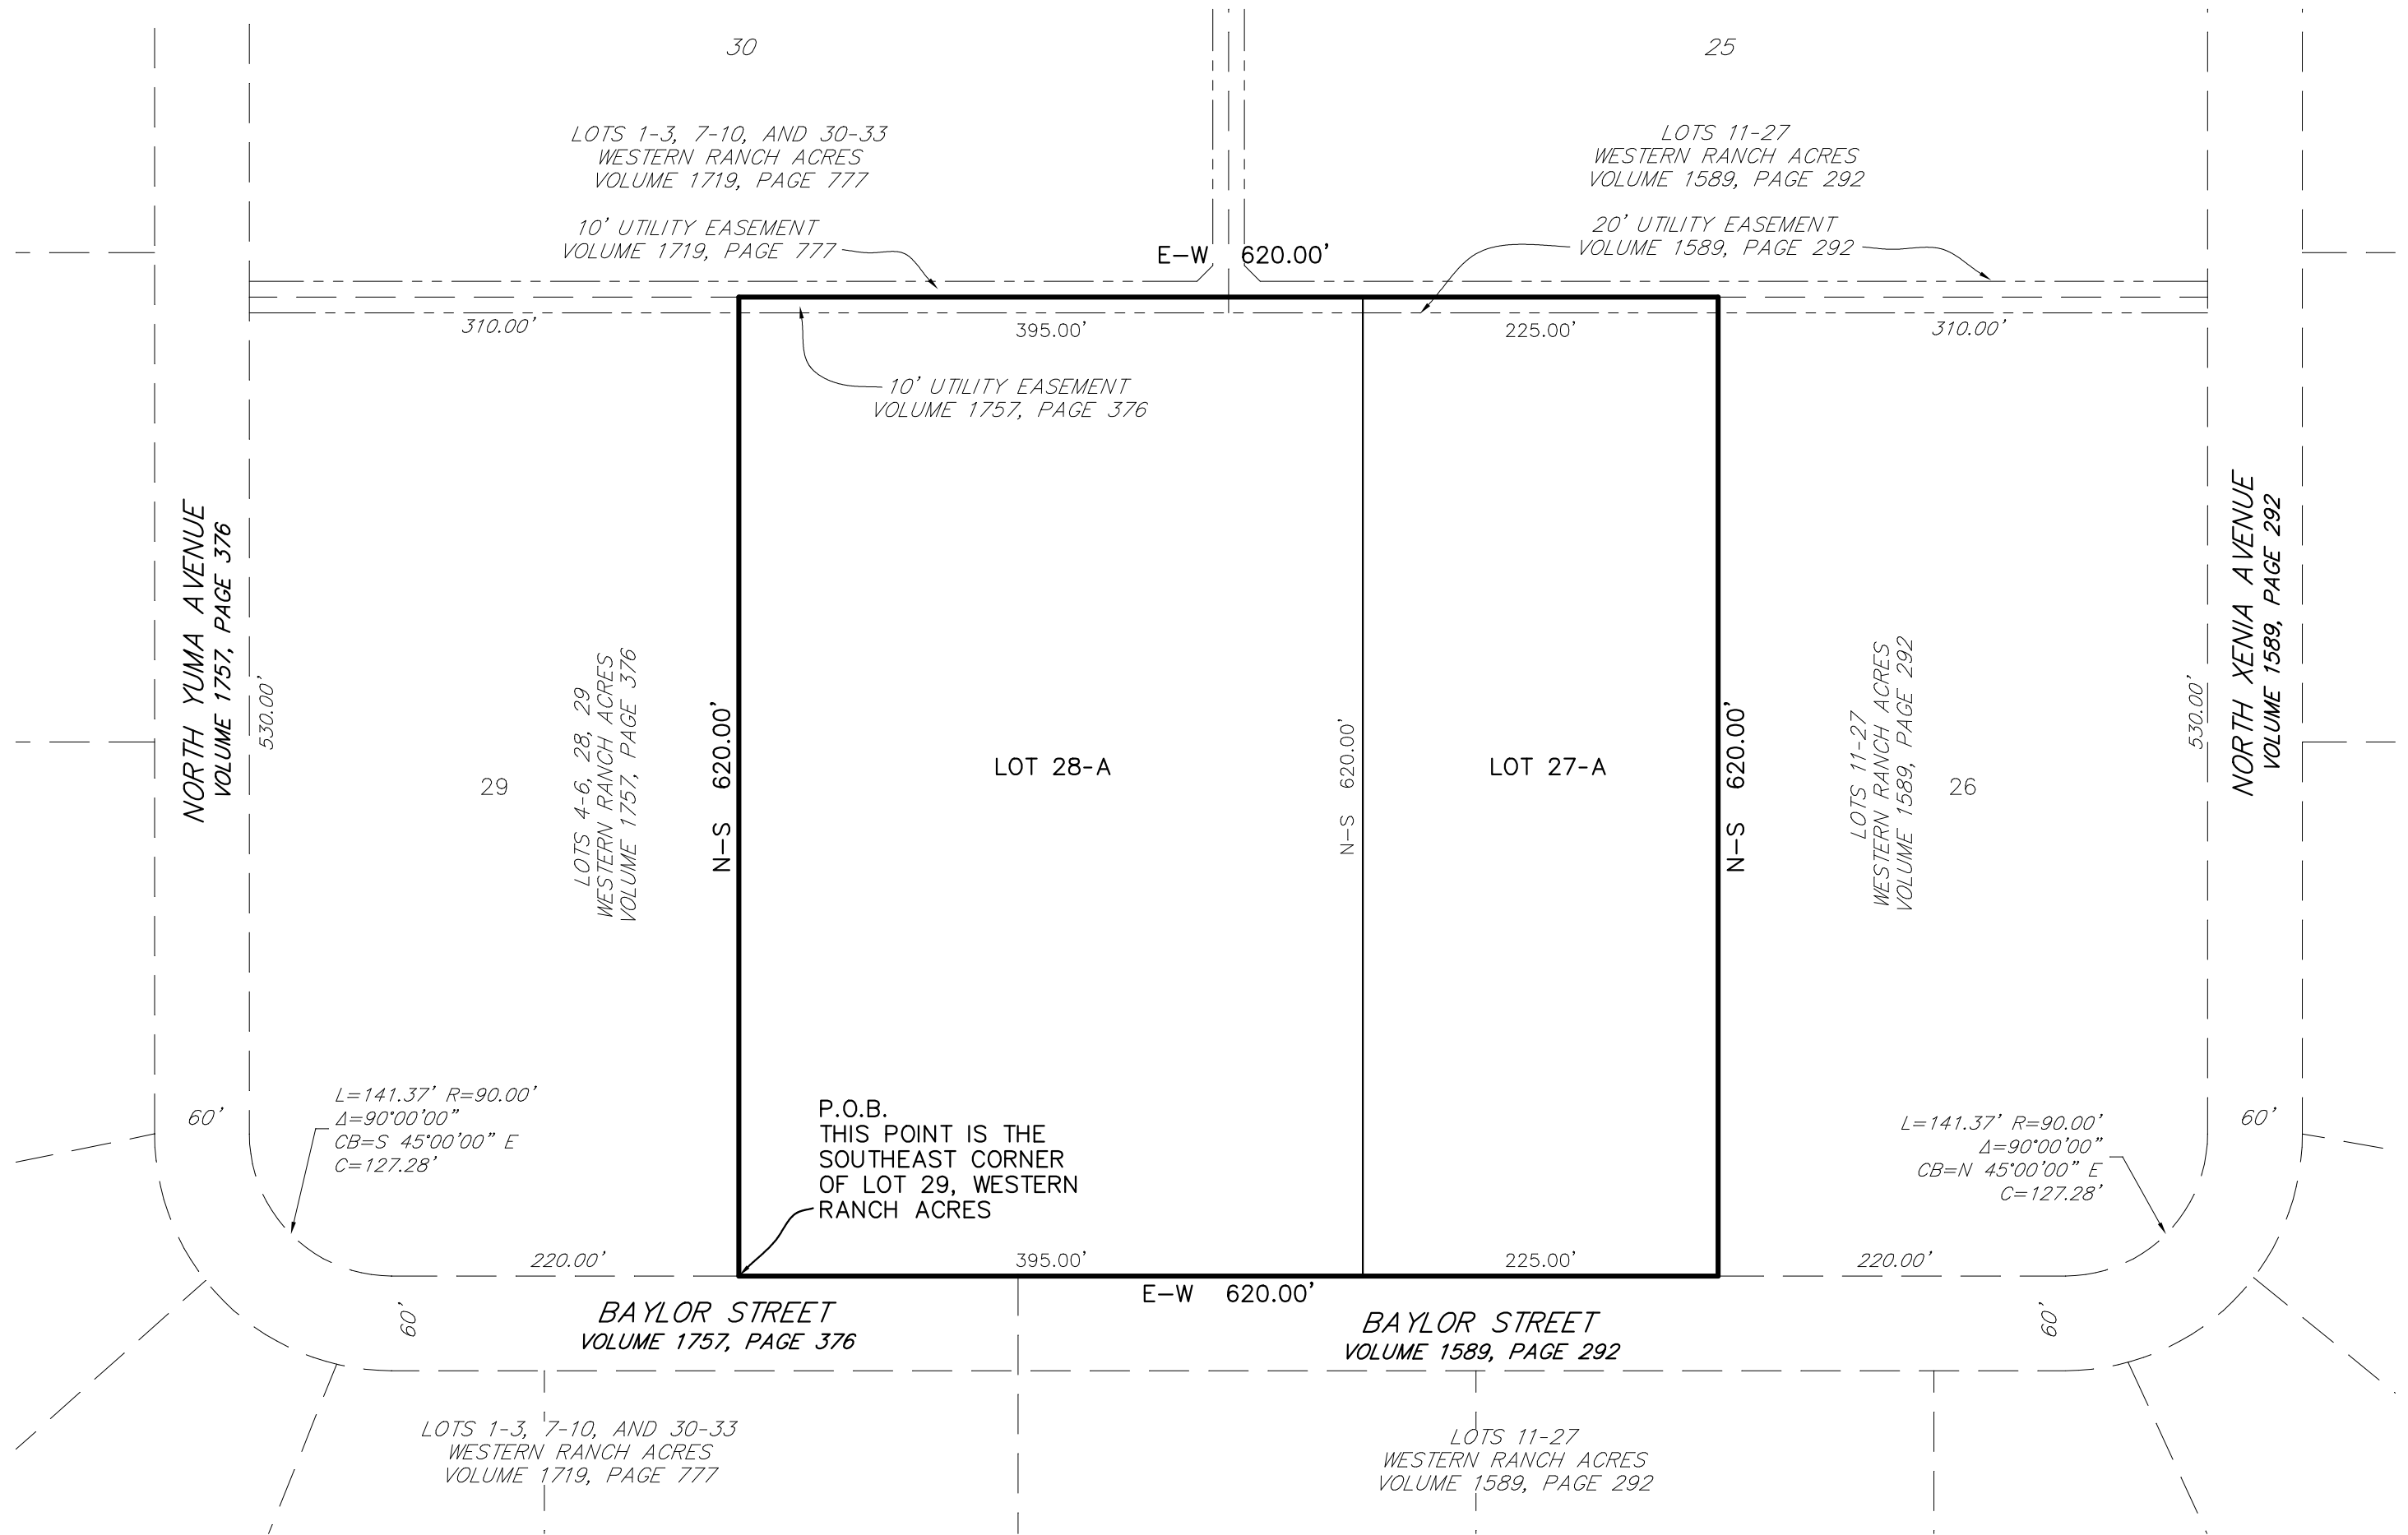 30
25
LOTS 1-3, 7-10, AND 30-33
WESTERN RANCH ACRES
VOLUME 1719, PAGE 777
LOTS 11-27
WESTERN RANCH ACRES
VOLUME 1589, PAGE 292
10' UTILITY EASEMENT
VOLUME 1719, PAGE 777
E-W 620.00'
20' UTILITY EASEMENT
VOLUME 1589, PAGE 292
310.00'
395.00'
225.00'
310.00'
10' UTILITY EASEMENT
VOLUME 1757, PAGE 376
NORTH YUMA AVENUE
VOLUME 1757, PAGE 376
530.00'
29
LOTS 4-6, 28, 29
WESTERN RANCH ACRES
VOLUME 1757, PAGE 376
N-S 620.00'
LOT 28-A
N-S 620.00'
LOT 27-A
N-S 620.00'
LOTS 11-27
WESTERN RANCH ACRES
VOLUME 1589, PAGE 292
26
530.00'
NORTH XENIA AVENUE
VOLUME 1589, PAGE 292
60'
L=141.37' R=90.00'
Δ=90°00'00"
CB=S 45°00'00" E
C=127.28'
P.O.B.
THIS POINT IS THE
SOUTHEAST CORNER
OF LOT 29, WESTERN
RANCH ACRES
L=141.37' R=90.00'
Δ=90°00'00"
CB=N 45°00'00" E
C=127.28'
60'
220.00'
395.00'
225.00'
220.00'
E-W 620.00'
60'
BAYLOR STREET
VOLUME 1757, PAGE 376
BAYLOR STREET
VOLUME 1589, PAGE 292
60'
LOTS 1-3, 7-10, AND 30-33
WESTERN RANCH ACRES
VOLUME 1719, PAGE 777
LOTS 11-27
WESTERN RANCH ACRES
VOLUME 1589, PAGE 292